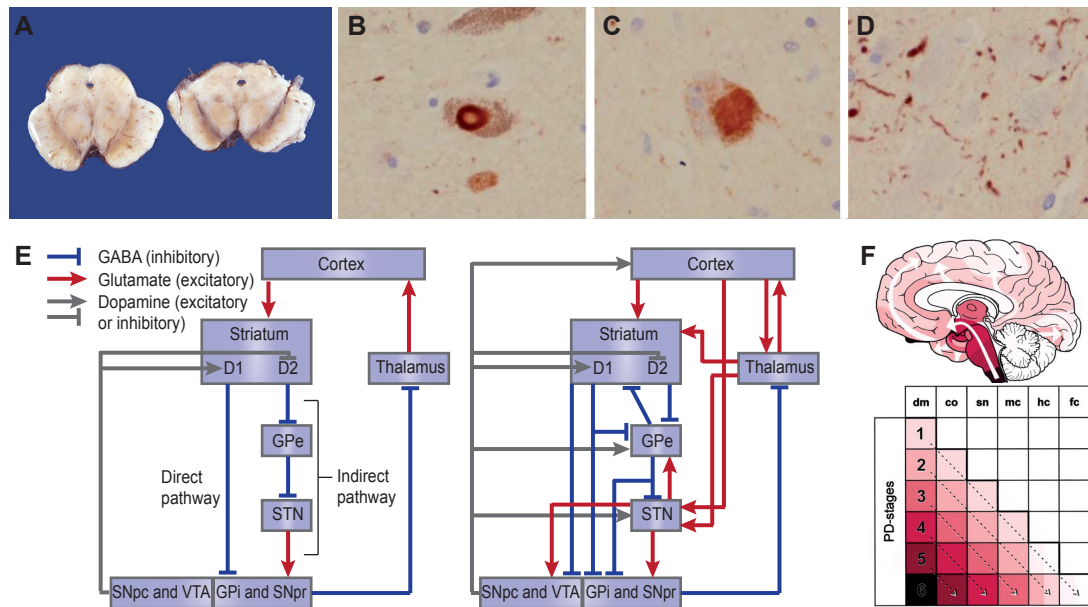 A
B
C
D
E
GABA (inhibitory)
Glutamate (excitatory)
Dopamine (excitatory
or inhibitory)
Cortex
Striatum
D1 D2
Thalamus
GPe
Direct
pathway
Indirect
pathway
STN
SNpc and VTA
GPi and SNpr
Cortex
Striatum
D1 D2
Thalamus
GPe
STN
SNpc and VTA
GPi and SNpr
F
dm co sn mc hc fc
PD-stages
1
2
3
4
5
6